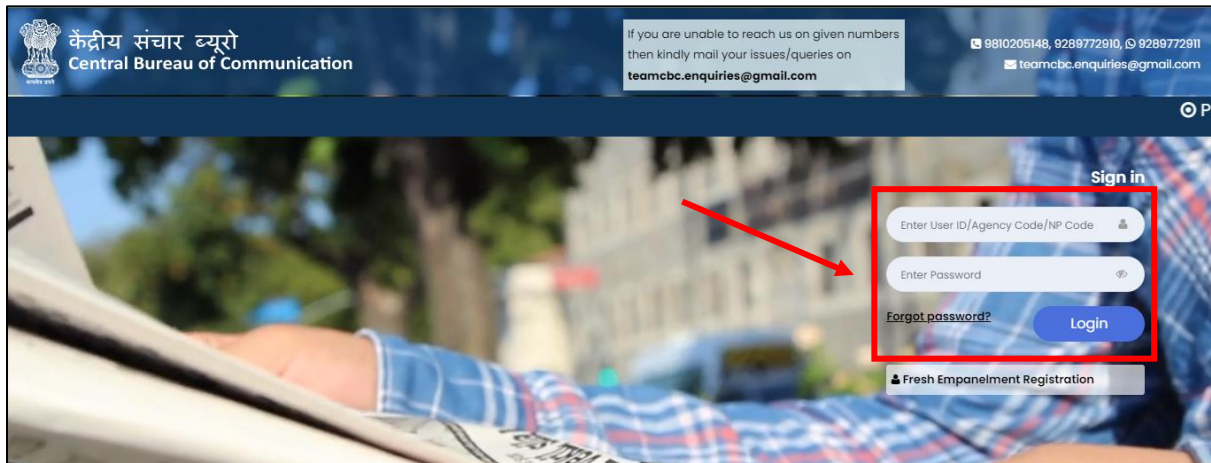 केंद्रीय संचार ब्यूरो
Central Bureau of Communication
If you are unable to reach us on given numbers
then kindly mail your issues/queries on
teamcbc.enquiries@gmail.com
9810205148, 9289772910, 9289772911
teamcbc.enquiries@gmail.com
P
Sign in
Enter User ID/Agency Code/NP Code
Enter Password
Forgot password?
Login
Fresh Empanelment Registration